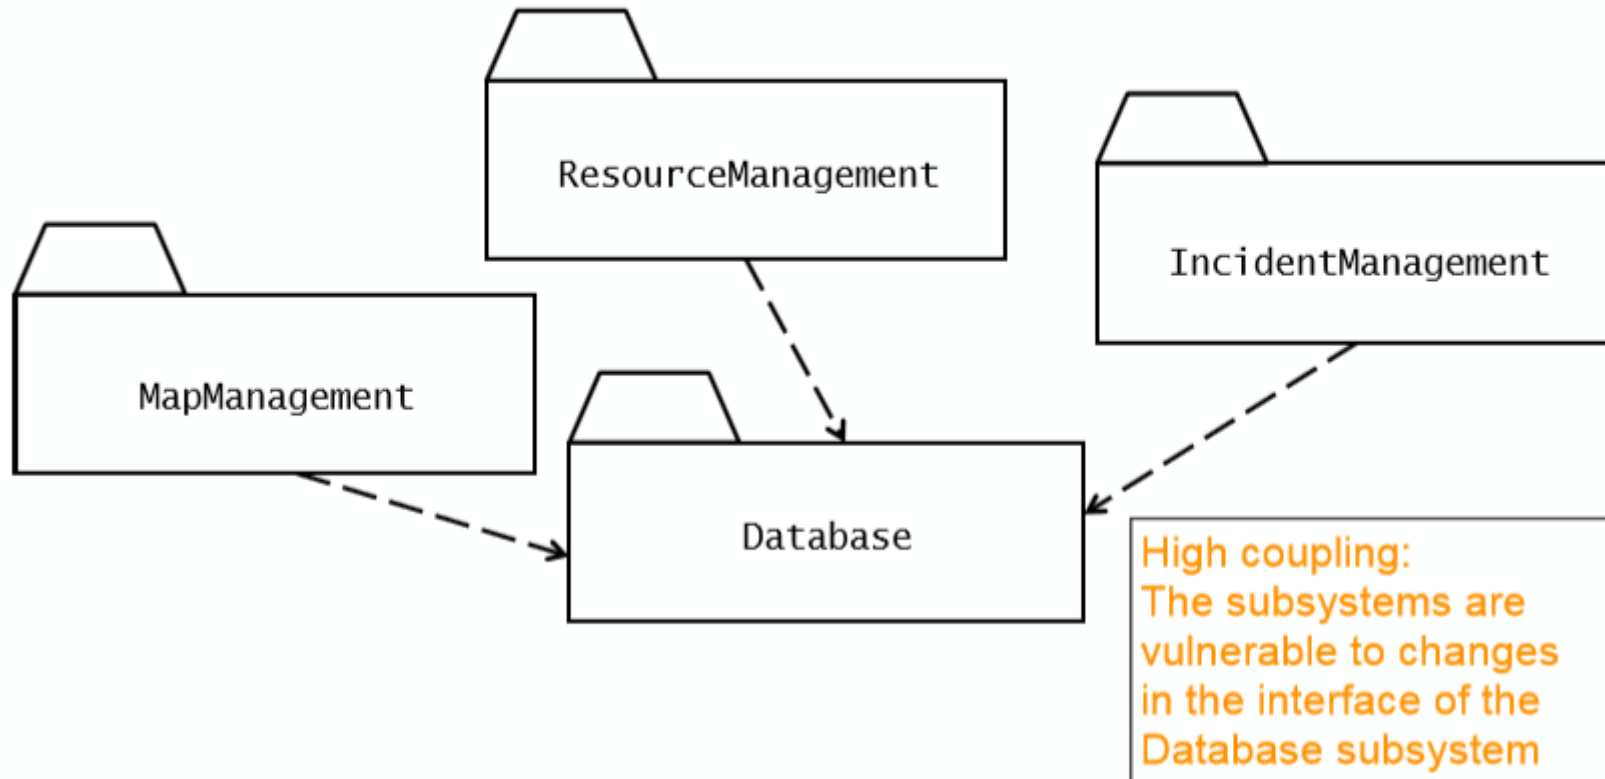 ResourceManagement
IncidentManagement
MapManagement
Database
High coupling:
The subsystems are
vulnerable to changes
in the interface of the
Database subsystem